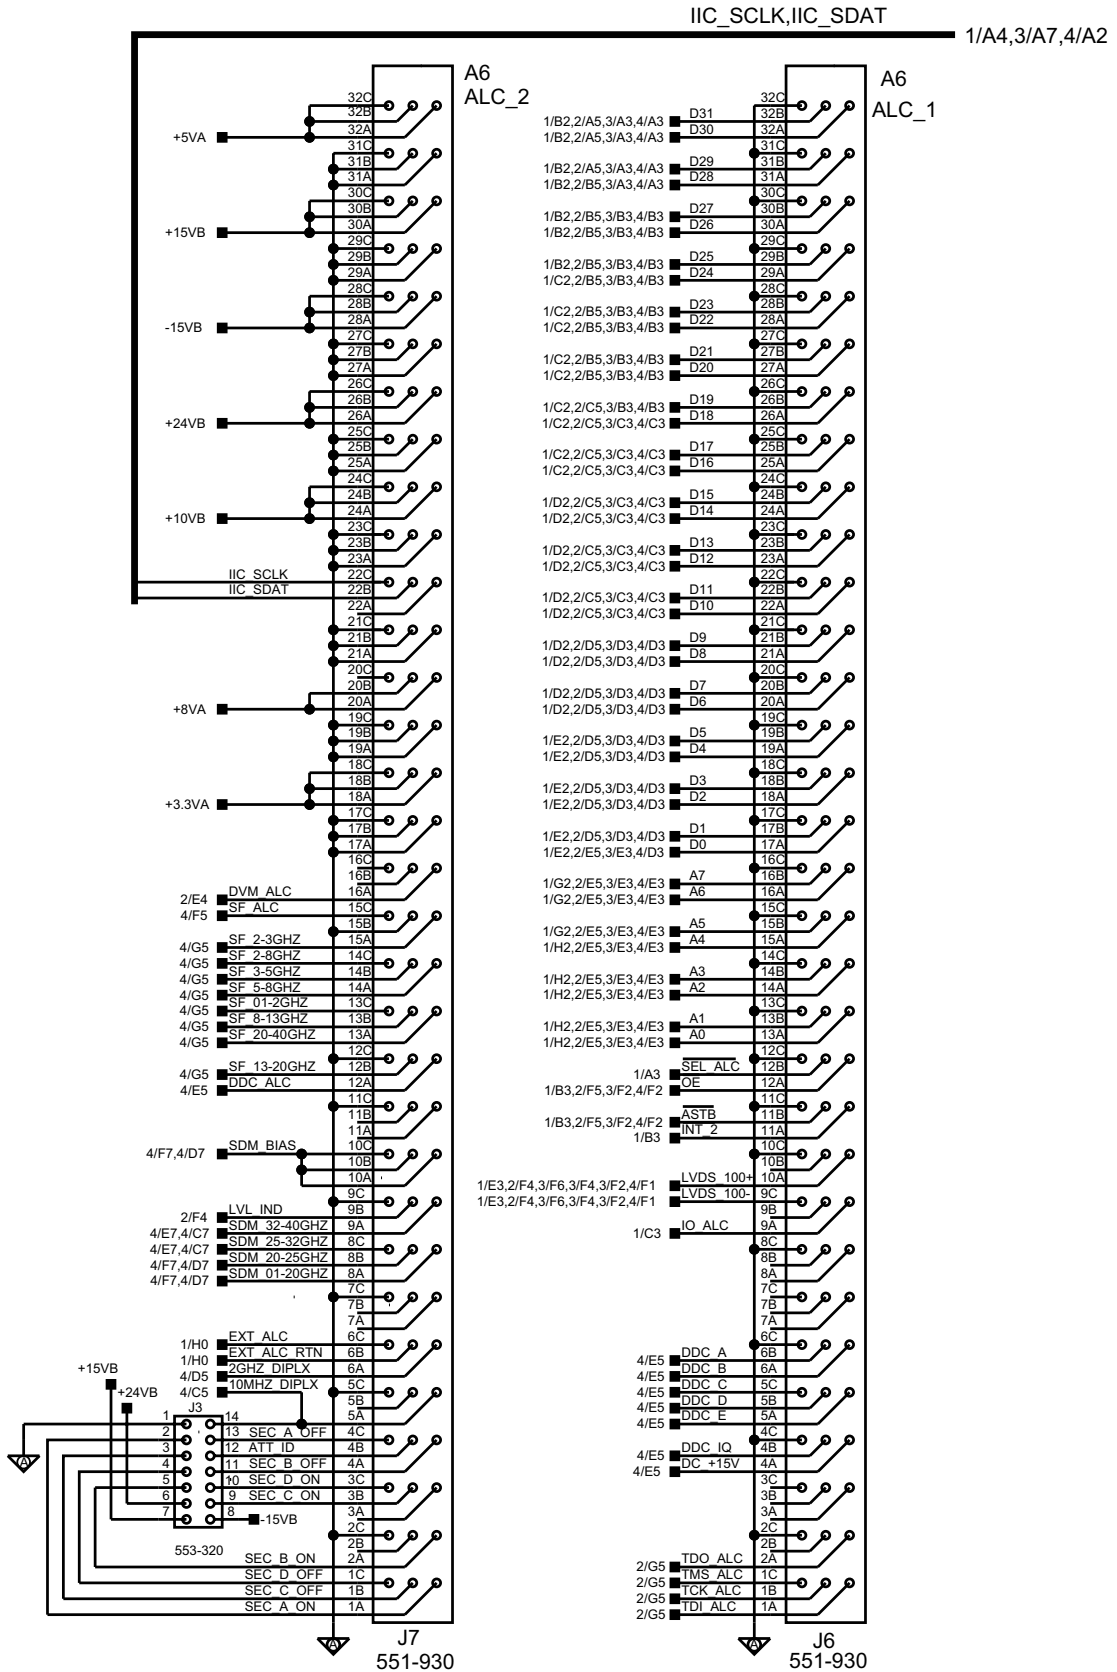 IIC_SCLK,IIC_SDAT
1/A4,3/A7,4/A2
A6
ALC_2
32C
32B
+5VA 32A
31C
31B
31A
30C
30B
+15VB 30A
29C
29B
29A
28C
28B
-15VB 28A
27C
27B
27A
26C
26B
+24VB 26A
25C
25B
25A
24C
24B
+10VB 24A
23C
23B
23A
IIC_SCLK 22C
IIC_SDAT 22B
22A
21C
21B
21A
20C
20B
+8VA 20A
19C
19B
19A
18C
18B
+3.3VA 18A
17C
17B
17A
16C
16B
2/E4 DVM_ALC 16A
4/F5 SF_ALC 15C
15B
4/G5 SF_2-3GHZ 15A
4/G5 SF_2-8GHZ 14C
4/G5 SF_3-5GHZ 14B
4/G5 SF_5-8GHZ 14A
4/G5 SF_01-2GHZ 13C
4/G5 SF_8-13GHZ 13B
4/G5 SF_20-40GHZ 13A
12C
4/G5 SF_13-20GHZ 12B
4/E5 DDC_ALC 12A
11C
11B
11A
4/F7,4/D7 SDM_BIAS 10C
10B
10A
9C
2/F4 LVL_IND 9B
4/E7,4/C7 SDM_32-40GHZ 9A
4/E7,4/C7 SDM_25-32GHZ 8C
4/F7,4/D7 SDM_20-25GHZ 8B
4/F7,4/D7 SDM_01-20GHZ 8A
7C
7B
7A
1/H0 EXT_ALC 6C
1/H0 EXT_ALC_RTN 6B
4/D5 2GHZ_DIPLX 6A
4/C5 10MHZ_DIPLX 5C
5B
+15VB
+24VB
J3
1 14 5A
2 13 SEC_A_OFF 4C
3 12 ATT_ID 4B
4 11 SEC_B_OFF 4A
5 10 SEC_D_ON 3C
6 9 SEC_C_ON 3B
7 8 -15VB 3A
553-320
2C
2B
SEC_B_ON 2A
SEC_D_OFF 1C
SEC_C_OFF 1B
SEC_A_ON 1A
A
A
J7
551-930
A6
ALC_1
32C
1/B2,2/A5,3/A3,4/A3 D31 32B
1/B2,2/A5,3/A3,4/A3 D30 32A
31C
1/B2,2/A5,3/A3,4/A3 D29 31B
1/B2,2/B5,3/A3,4/A3 D28 31A
30C
1/B2,2/B5,3/B3,4/B3 D27 30B
1/B2,2/B5,3/B3,4/B3 D26 30A
29C
1/B2,2/B5,3/B3,4/B3 D25 29B
1/C2,2/B5,3/B3,4/B3 D24 29A
28C
1/C2,2/B5,3/B3,4/B3 D23 28B
1/C2,2/B5,3/B3,4/B3 D22 28A
27C
1/C2,2/B5,3/B3,4/B3 D21 27B
1/C2,2/B5,3/B3,4/B3 D20 27A
26C
1/C2,2/C5,3/B3,4/B3 D19 26B
1/C2,2/C5,3/C3,4/C3 D18 26A
25C
1/C2,2/C5,3/C3,4/C3 D17 25B
1/C2,2/C5,3/C3,4/C3 D16 25A
24C
1/D2,2/C5,3/C3,4/C3 D15 24B
1/D2,2/C5,3/C3,4/C3 D14 24A
23C
1/D2,2/C5,3/C3,4/C3 D13 23B
1/D2,2/C5,3/C3,4/C3 D12 23A
22C
1/D2,2/C5,3/C3,4/C3 D11 22B
1/D2,2/C5,3/C3,4/C3 D10 22A
21C
1/D2,2/D5,3/D3,4/D3 D9 21B
1/D2,2/D5,3/D3,4/D3 D8 21A
20C
1/D2,2/D5,3/D3,4/D3 D7 20B
1/D2,2/D5,3/D3,4/D3 D6 20A
19C
1/E2,2/D5,3/D3,4/D3 D5 19B
1/E2,2/D5,3/D3,4/D3 D4 19A
18C
1/E2,2/D5,3/D3,4/D3 D3 18B
1/E2,2/D5,3/D3,4/D3 D2 18A
17C
1/E2,2/D5,3/D3,4/D3 D1 17B
1/E2,2/E5,3/E3,4/D3 D0 17A
16C
1/G2,2/E5,3/E3,4/E3 A7 16B
1/G2,2/E5,3/E3,4/E3 A6 16A
15C
1/G2,2/E5,3/E3,4/E3 A5 15B
1/H2,2/E5,3/E3,4/E3 A4 15A
14C
1/H2,2/E5,3/E3,4/E3 A3 14B
1/H2,2/E5,3/E3,4/E3 A2 14A
13C
1/H2,2/E5,3/E3,4/E3 A1 13B
1/H2,2/E5,3/E3,4/E3 A0 13A
12C
1/A3 SEL_ALC 12B
1/B3,2/F5,3/F2,4/F2 OE 12A
11C
1/B3,2/F5,3/F2,4/F2 ASTB 11B
1/B3 INT_2 11A
10C
10B
1/E3,2/F4,3/F6,3/F4,3/F2,4/F1 LVDS_100+ 10A
1/E3,2/F4,3/F6,3/F4,3/F2,4/F1 LVDS_100- 9C
9B
1/C3 IO_ALC 9A
8C
8B
8A
7C
7B
7A
6C
4/E5 DDC_A 6B
4/E5 DDC_B 6A
4/E5 DDC_C 5C
4/E5 DDC_D 5B
4/E5 DDC_E 5A
4C
4/E5 DDC_IQ 4B
4/E5 DC_+15V 4A
3C
3B
3A
2C
2B
2/G5 TDO_ALC 2A
2/G5 TMS_ALC 1C
2/G5 TCK_ALC 1B
2/G5 TDI_ALC 1A
A
J6
551-930